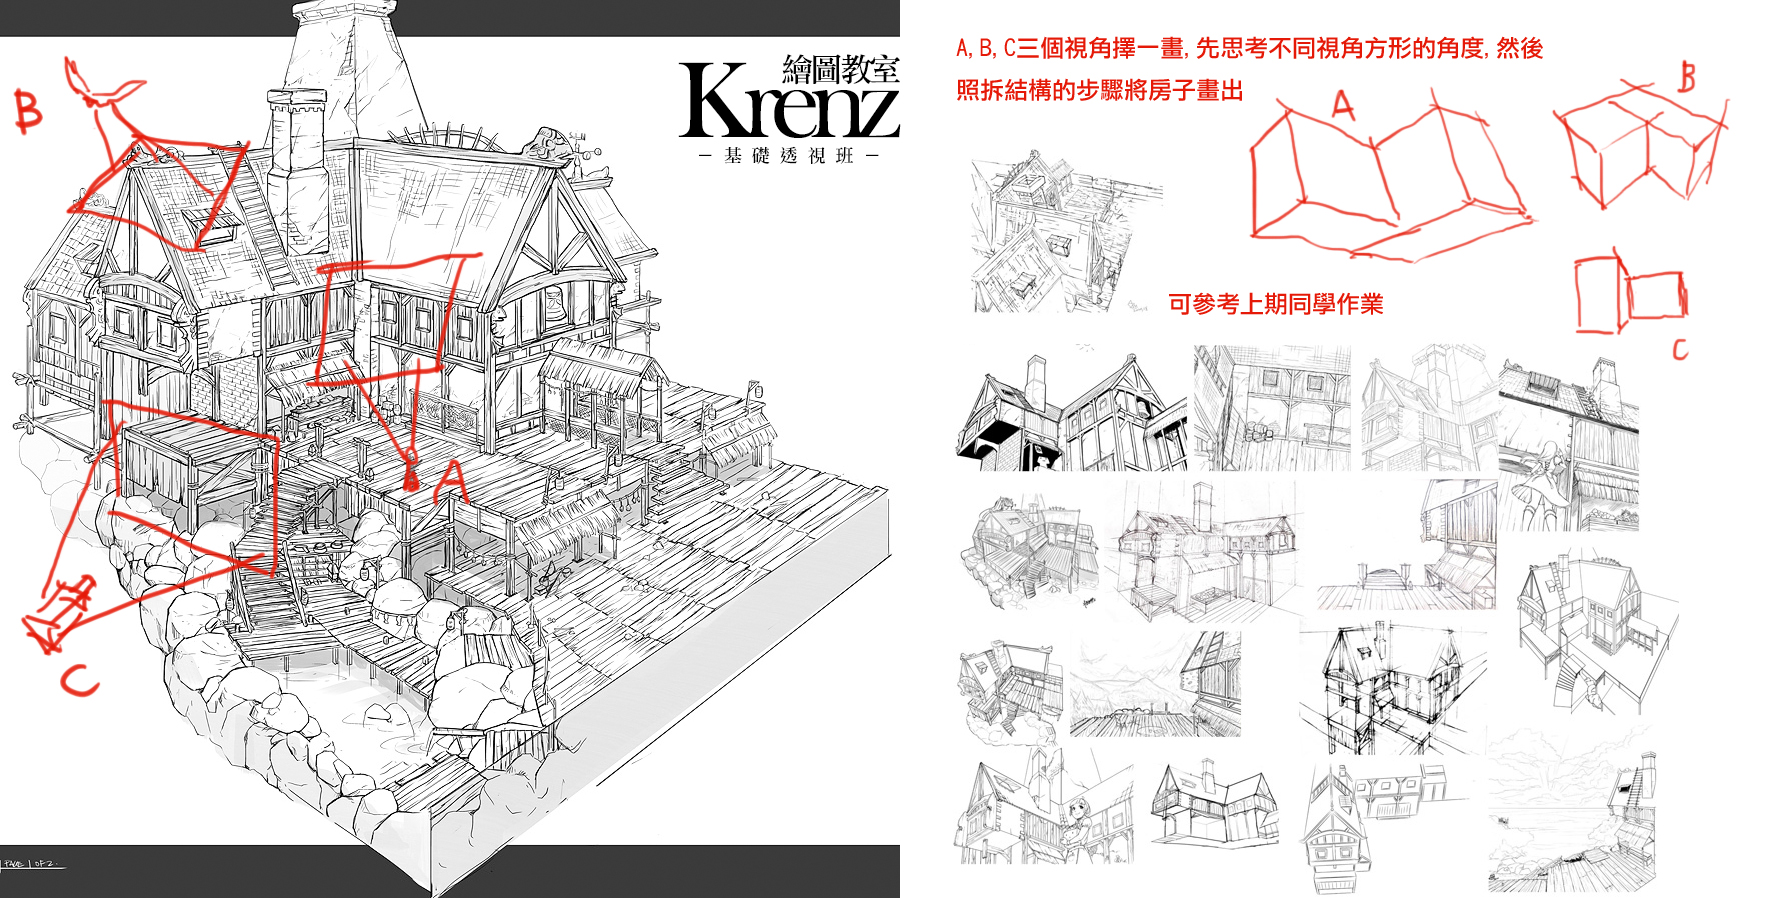 繪圖教室
Krenz
－基礎透視班－
B
A
C
PAGE 1 OF 2.
A, B, C三個視角擇一畫, 先思考不同視角方形的角度, 然後
照拆結構的步驟將房子畫出
A
B
C
可參考上期同學作業